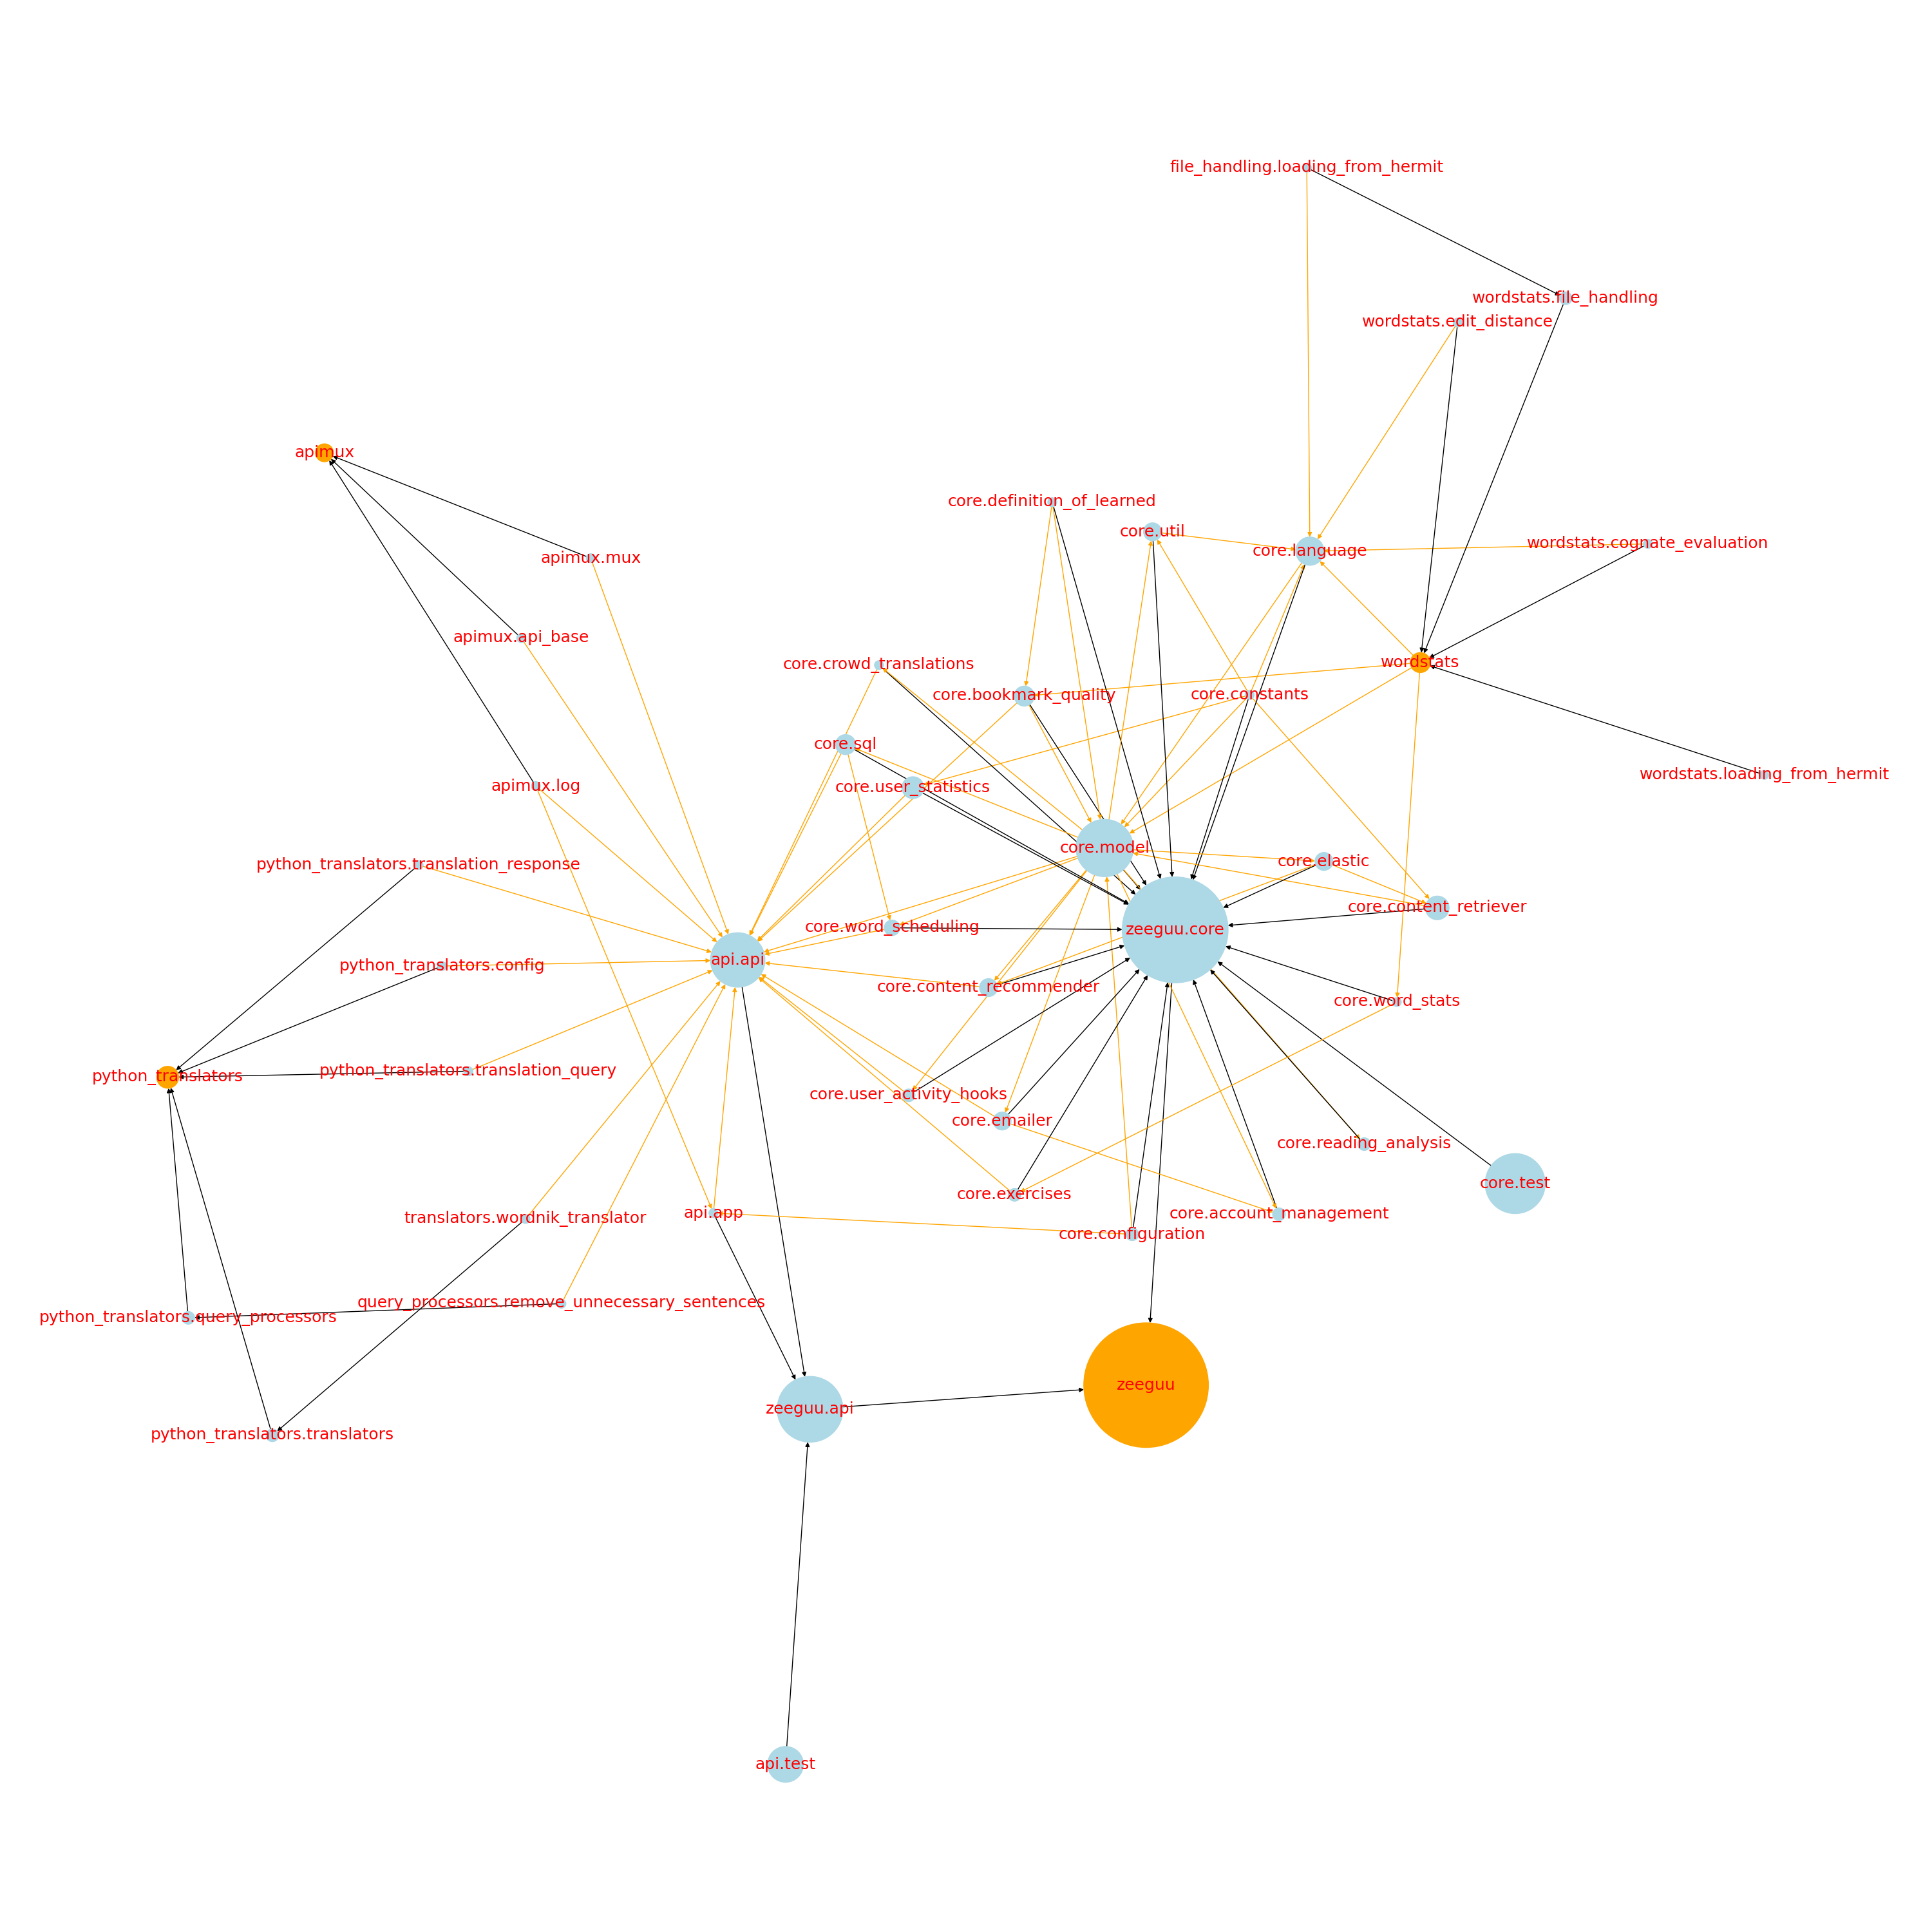 file_handling.loading_from_hermit
wordstats.file_handling
wordstats.edit_distance
apimux
core.definition_of_learned
core.util
core.language
wordstats.cognate_evaluation
apimux.mux
apimux.api_base
core.crowd_translations
wordstats
core.bookmark_quality
core.constants
core.sql
wordstats.loading_from_hermit
apimux.log
core.user_statistics
core.model
core.elastic
python_translators.translation_response
core.content_retriever
core.word_scheduling
zeeguu.core
api.api
python_translators.config
core.content_recommender
core.word_stats
python_translators.translation_query
python_translators
core.user_activity_hooks
core.emailer
core.reading_analysis
core.test
core.exercises
api.app
core.account_management
translators.wordnik_translator
core.configuration
query_processors.remove_unnecessary_sentences
python_translators.query_processors
zeeguu
zeeguu.api
python_translators.translators
api.test